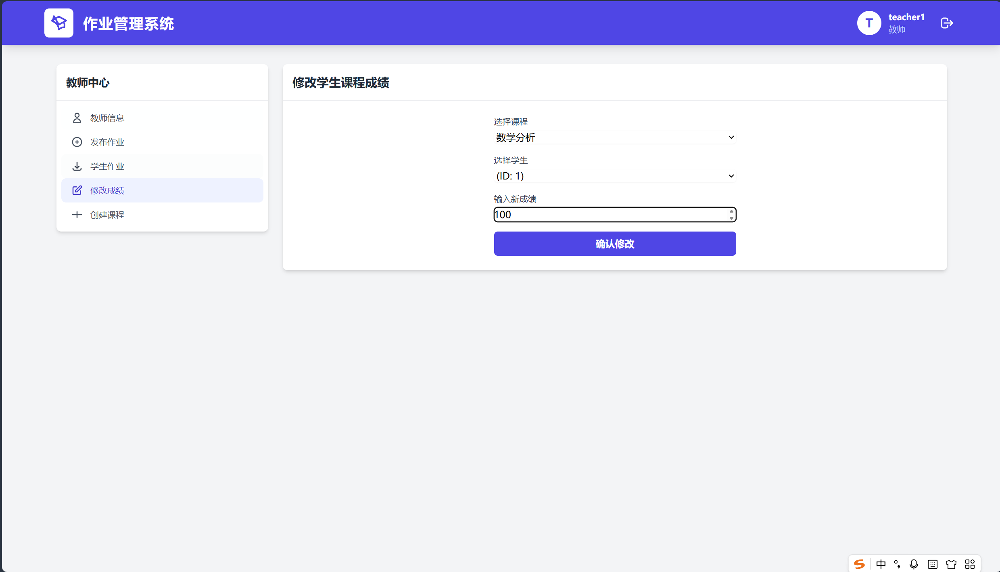 作业管理系统
T
teacher1
教师
教师中心
教师信息
发布作业
学生作业
修改成绩
创建课程
修改学生课程成绩
选择课程
数学分析
选择学生
(ID: 1)
输入新成绩
100
确认修改
中